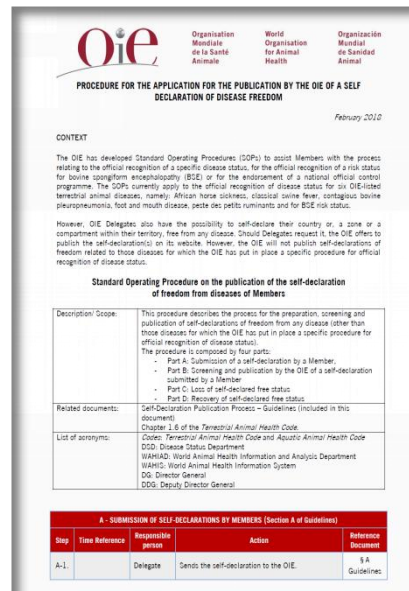 Oie
Organisation Mondiale de la Santé Animale
World Organisation for Animal Health
Organización Mundial de Sanidad Animal
PROCEDURE FOR THE APPLICATION FOR THE PUBLICATION BY THE OIE OF A SELF
DECLARATION OF DISEASE FREEDOM
February 2018
CONTEXT
The OIE has developed Standard Operating Procedures (SOPs) to assist Members with the process
relating to the official recognition of a specific disease status, for the official recognition of a risk status
for bovine spongiform encephalopathy (BSE) or for the endorsement of a national official control
programme. The SOPs currently apply to the official recognition of disease status for six OIE-listed
terrestrial animal diseases, namely: African horse sickness, classical swine fever, contagious bovine
pleuropneumonia, foot and mouth disease, peste des petits ruminants and for BSE risk status.
However, OIE Delegates also have the possibility to self-declare their country or, a zone or a
compartment within their territory, free from any disease. Should Delegates request it, the OIE offers to
publish the self-declaration(s) on its website. However, the OIE will not publish self-declarations of
freedom related to those diseases for which the OIE has put in place a specific procedure for official
recognition of disease status.
Standard Operating Procedure on the publication of the self-declaration
of freedom from diseases of Members
Description/ Scope:
This procedure describes the process for the preparation, screening and
publication of self-declarations of freedom from any disease (other than
those diseases for which the OIE has put in place a specific procedure for
official recognition of disease status).
The procedure is composed by four parts:
- Part A: Submission of a self-declaration by a Member,
- Part B: Screening and publication by the OIE of a self-declaration
submitted by a Member
- Part C: Loss of self-declared free status
- Part D: Recovery of self-declared free status
Related documents:
Self-Declaration Publication Process – Guidelines (included in this
document)
Chapter 1.6 of the Terrestrial Animal Health Code.
List of acronyms:
Codes: Terrestrial Animal Health Code and Aquatic Animal Health Code
DSD: Disease Status Department
WAHIAD: World Animal Health Information and Analysis Department
WAHIS: World Animal Health Information System
DG: Director General
DDG: Deputy Director General
A - SUBMISSION OF SELF-DECLARATIONS BY MEMBERS (Section A of Guidelines)
Step Time Reference Responsible person Action Reference Document
A-1. Delegate Sends the self-declaration to the OIE. § A Guidelines